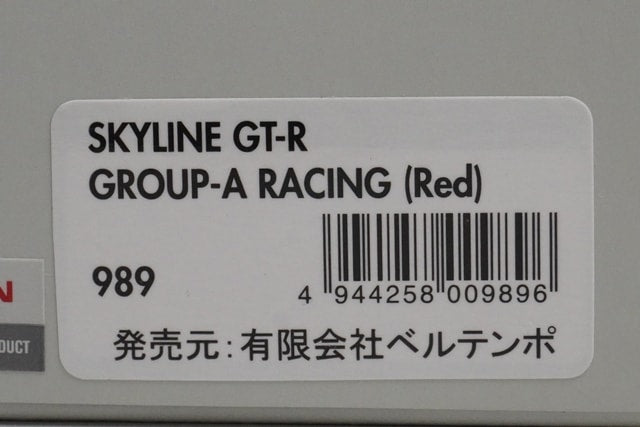 SKYLINE GT-R
GROUP-A RACING (Red)
989
4 944258 009896
N
DUCT
発売元:有限会社ベルテンポ